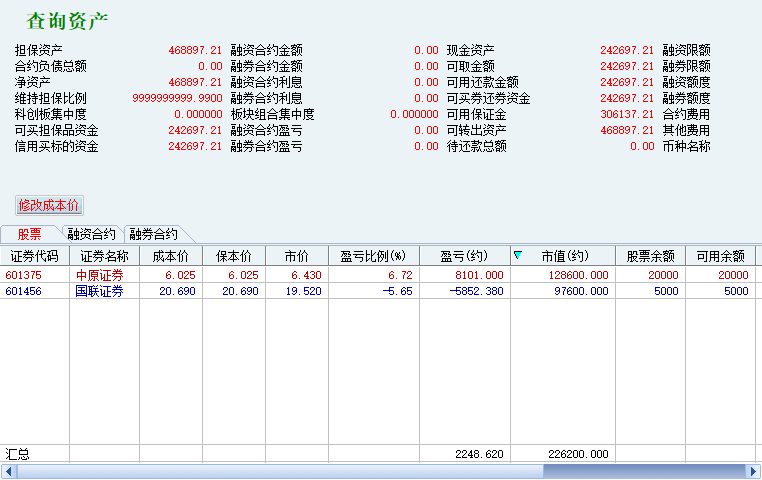 查询资产
担保资产 468897.21 融资合约金额 0.00 现金资产 242697.21 融资限额
合约负债总额 0.00 融券合约金额 0.00 可取金额 242697.21 融券限额
净资产 468897.21 融资合约利息 0.00 可用还款金额 242697.21 融资额度
维持担保比例 9999999999.9900 融券合约利息 0.00 可买券还券资金 242697.21 融券额度
科创板集中度 0.000000 板块组合集中度 0.000000 可用保证金 306137.21 合约费用
可买担保品资金 242697.21 融资合约盈亏 0.00 可转出资产 468897.21 其他费用
信用买标的资金 242697.21 融券合约盈亏 0.00 待还款总额 0.00 币种名称
修改成本价
股票 融资合约 融券合约
证券代码 证券名称 成本价 保本价 市价 盈亏比例(%) 盈亏(约) 市值(约) 股票余额 可用余额
601375 中原证券 6.025 6.025 6.430 6.72 8101.000 128600.000 20000 20000
601456 国联证券 20.690 20.690 19.520 -5.65 -5852.380 97600.000 5000 5000
汇总 2248.620 226200.000